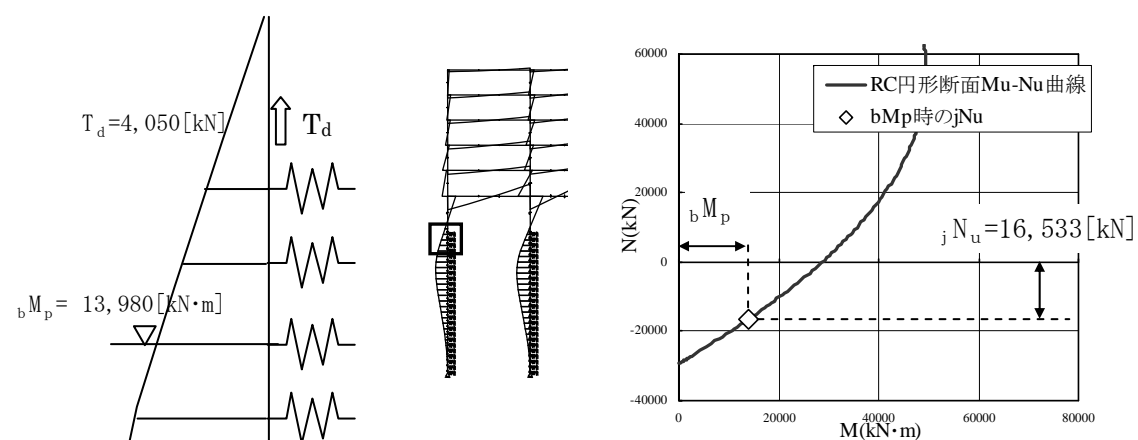 T_d=4,050[kN]
T_d
_bM_p= 13,980[kN･m]
60000
40000
20000
0
-20000
-40000
N(kN)
RC円形断面Mu-Nu曲線
bMp時のjNu
_bM_p
_jN_u=16,533[kN]
0
20000
40000
60000
80000
M(kN･m)